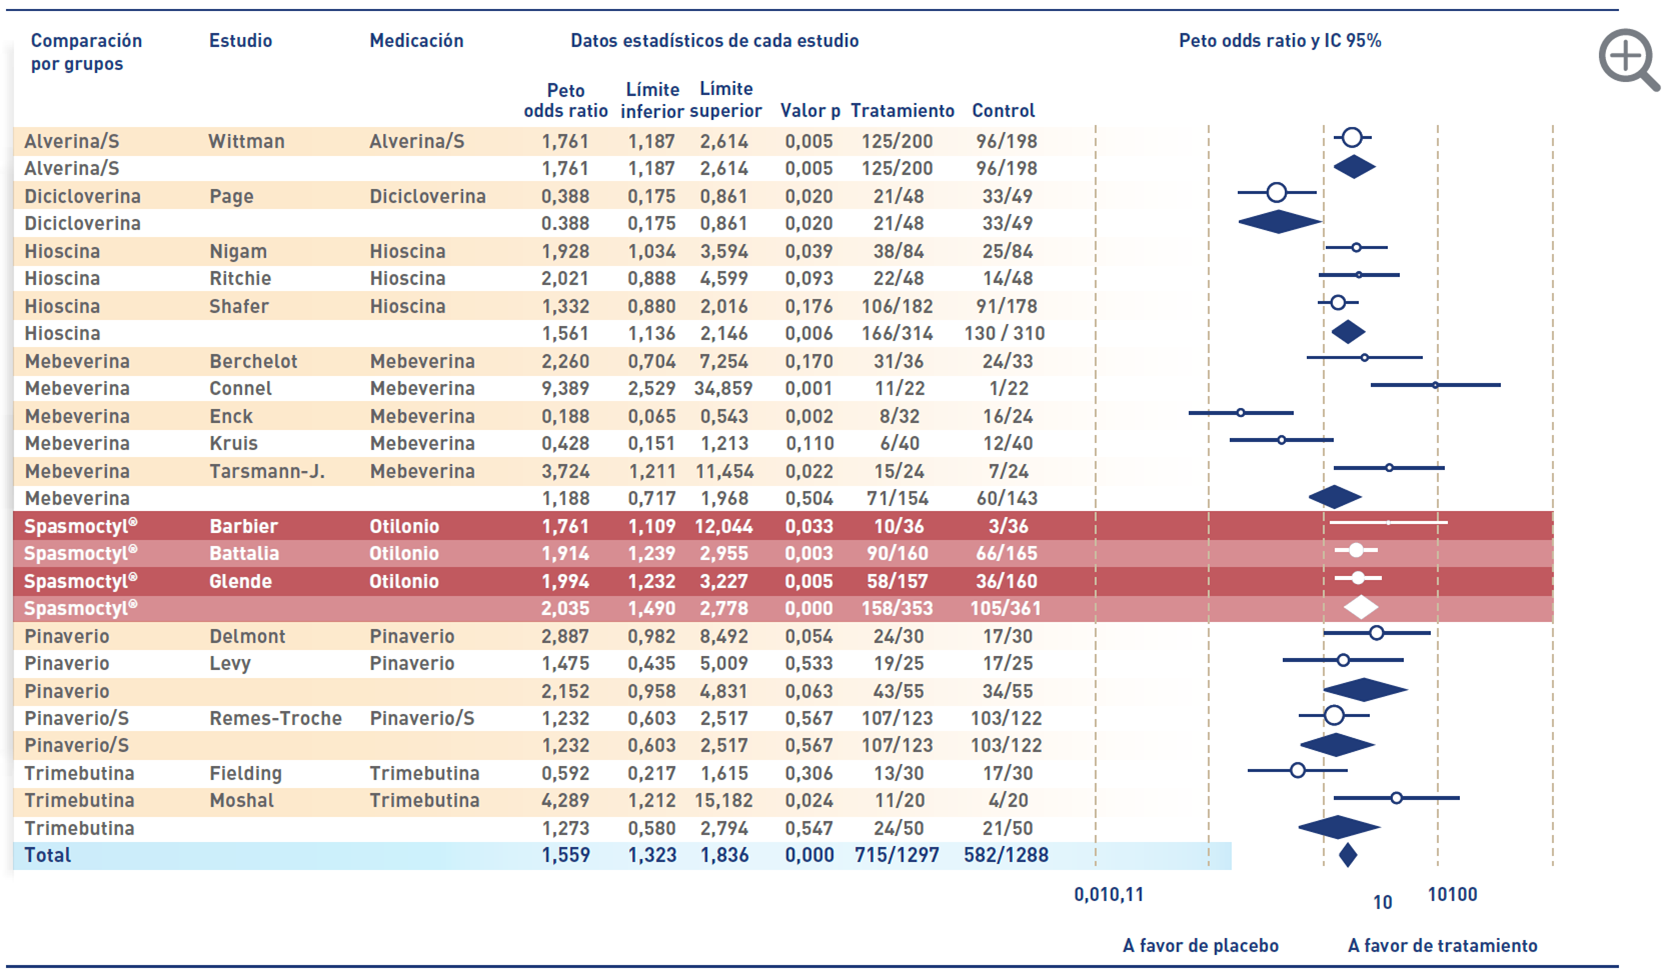 Comparación por grupos Estudio Medicación Datos estadísticos de cada estudio Peto odds ratio y IC 95%
Peto odds ratio Límite inferior Límite superior Valor p Tratamiento Control
Alverina/S Wittman Alverina/S 1,761 1,187 2,614 0,005 125/200 96/198
Alverina/S 1,761 1,187 2,614 0,005 125/200 96/198
Dicicloverina Page Dicicloverina 0,388 0,175 0,861 0,020 21/48 33/49
Dicicloverina 0.388 0,175 0,861 0,020 21/48 33/49
Hioscina Nigam Hioscina 1,928 1,034 3,594 0,039 38/84 25/84
Hioscina Ritchie Hioscina 2,021 0,888 4,599 0,093 22/48 14/48
Hioscina Shafer Hioscina 1,332 0,880 2,016 0,176 106/182 91/178
Hioscina 1,561 1,136 2,146 0,006 166/314 130 / 310
Mebeverina Berchelot Mebeverina 2,260 0,704 7,254 0,170 31/36 24/33
Mebeverina Connel Mebeverina 9,389 2,529 34,859 0,001 11/22 1/22
Mebeverina Enck Mebeverina 0,188 0,065 0,543 0,002 8/32 16/24
Mebeverina Kruis Mebeverina 0,428 0,151 1,213 0,110 6/40 12/40
Mebeverina Tarsmann-J. Mebeverina 3,724 1,211 11,454 0,022 15/24 7/24
Mebeverina 1,188 0,717 1,968 0,504 71/154 60/143
Spasmoctyl® Barbier Otilonio 1,761 1,109 12,044 0,033 10/36 3/36
Spasmoctyl® Battalia Otilonio 1,914 1,239 2,955 0,003 90/160 66/165
Spasmoctyl® Glende Otilonio 1,994 1,232 3,227 0,005 58/157 36/160
Spasmoctyl® 2,035 1,490 2,778 0,000 158/353 105/361
Pinaverio Delmont Pinaverio 2,887 0,982 8,492 0,054 24/30 17/30
Pinaverio Levy Pinaverio 1,475 0,435 5,009 0,533 19/25 17/25
Pinaverio 2,152 0,958 4,831 0,063 43/55 34/55
Pinaverio/S Remes-Troche Pinaverio/S 1,232 0,603 2,517 0,567 107/123 103/122
Pinaverio/S 1,232 0,603 2,517 0,567 107/123 103/122
Trimebutina Fielding Trimebutina 0,592 0,217 1,615 0,306 13/30 17/30
Trimebutina Moshal Trimebutina 4,289 1,212 15,182 0,024 11/20 4/20
Trimebutina 1,273 0,580 2,794 0,547 24/50 21/50
Total 1,559 1,323 1,836 0,000 715/1297 582/1288
0,010,11 10 10100
A favor de placebo A favor de tratamiento